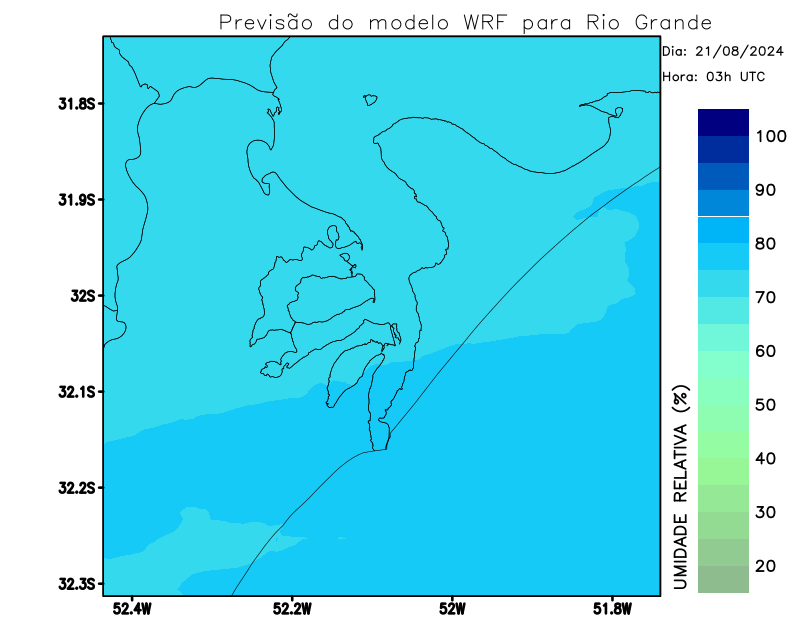 Previsão do modelo WRF para Rio Grande
Dia: 21/08/2024
Hora: 03h UTC
31.8S
31.9S
32S
32.1S
32.2S
32.3S
52.4W
52.2W
52W
51.8W
UMIDADE RELATIVA (%)
100
90
80
70
60
50
40
30
20